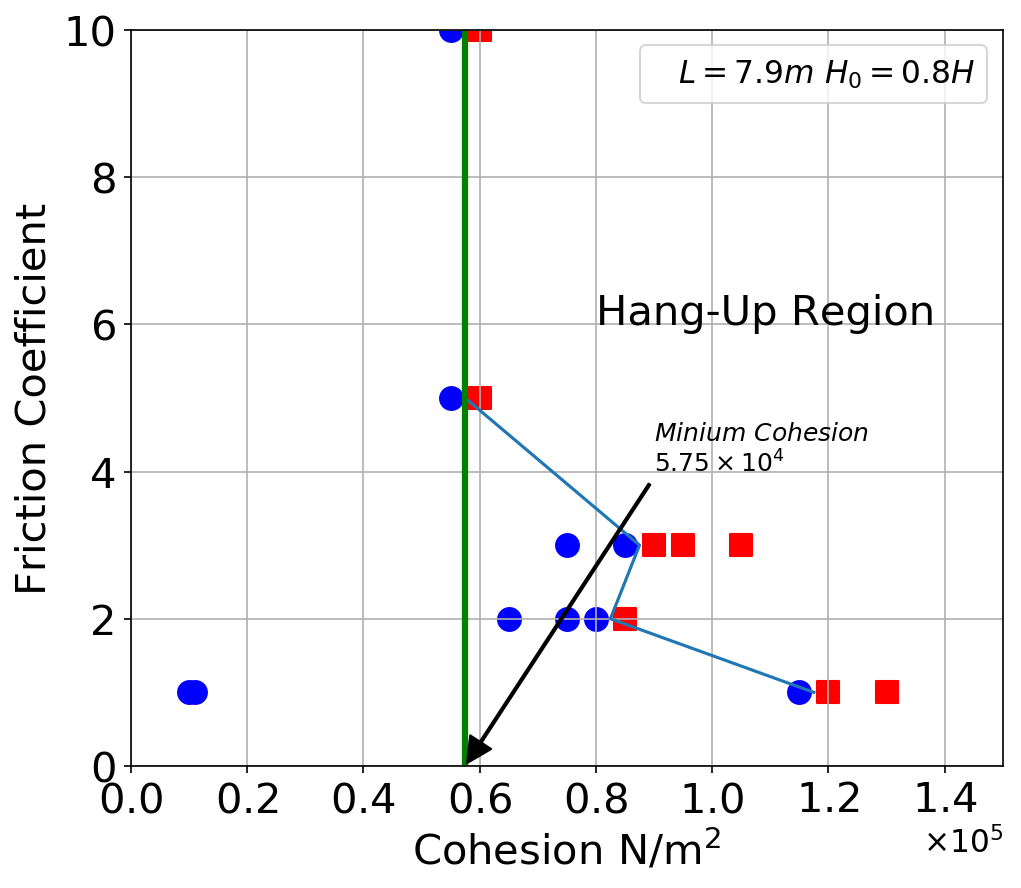 10
8
6
4
2
0
Friction Coefficient
L = 7.9m H₀ = 0.8H
Hang-Up Region
Minium Cohesion
5.75 × 10⁴
0.0 0.2 0.4 0.6 0.8 1.0 1.2 1.4
×10⁵
Cohesion N/m²